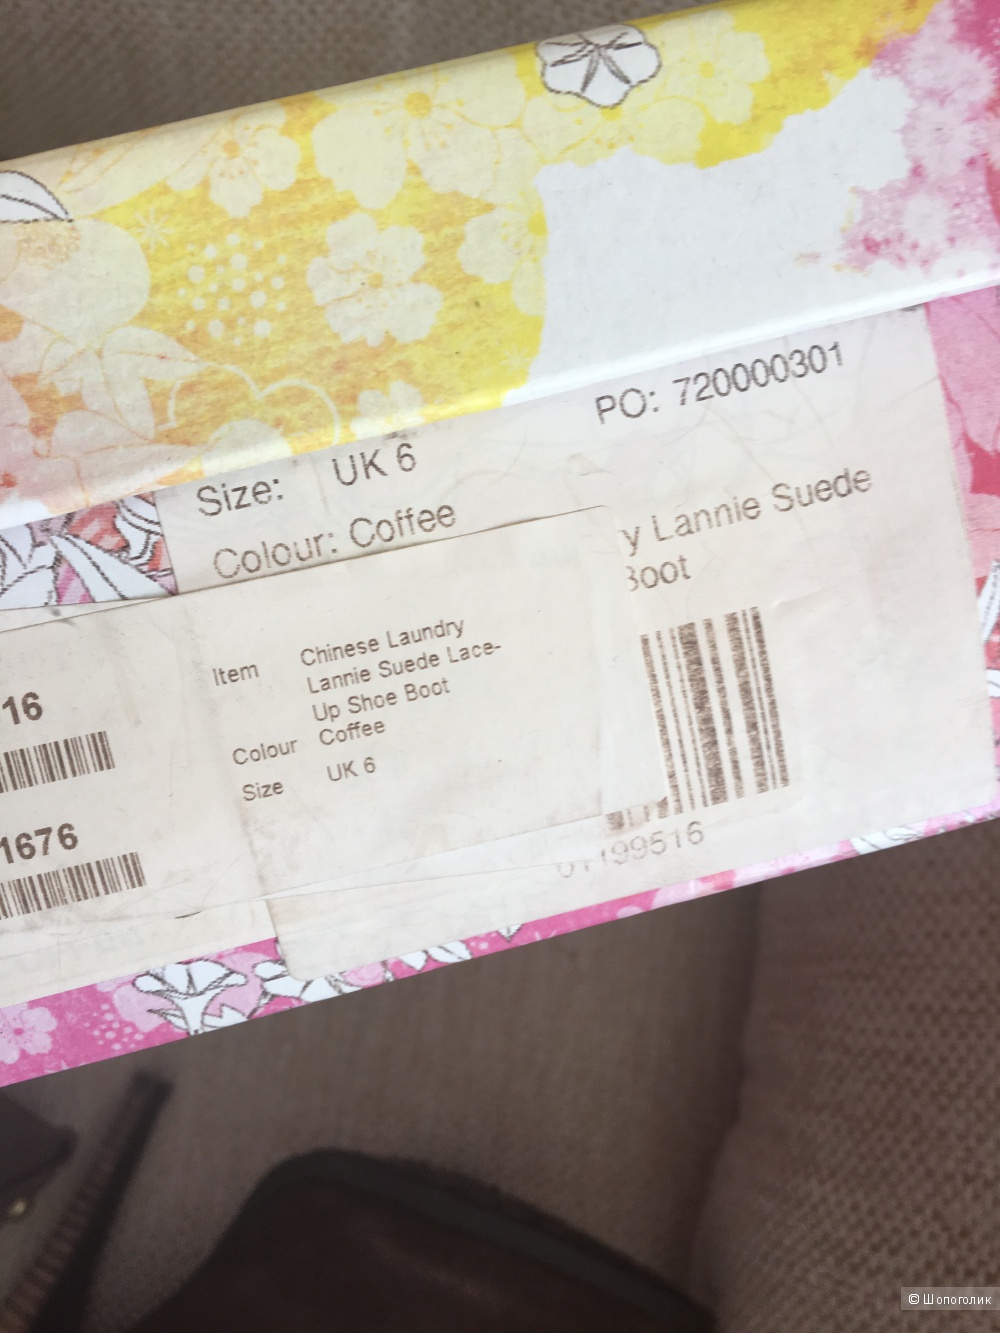 PO: 720000301
Size: UK 6
Colour: Coffee
y Lannie Suede
Boot
Item Chinese Laundry
Lannie Suede Lace-
Up Shoe Boot
Colour Coffee
Size UK 6
16
1676
01199516
© Шопоголик